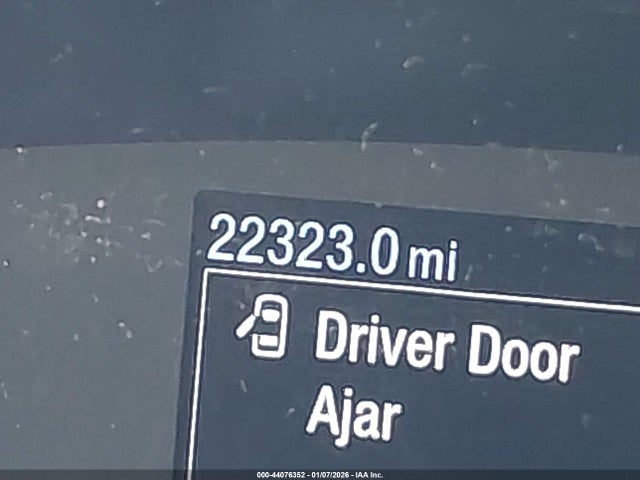 22323.0 mi
Driver Door
Ajar
000-44076352 - 01/07/2026 - IAA Inc.